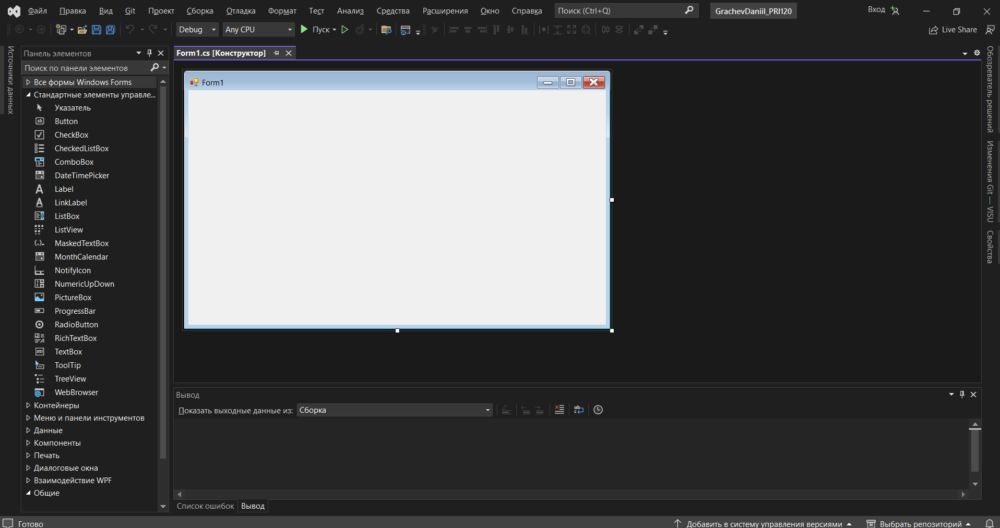 Файл Правка Вид Git Проект Сборка Отладка Формат Тест Анализ Средства Расширения Окно Справка Поиск (Ctrl+Q) GrachevDaniil_PRI120 Вход
Debug Any CPU Пуск Live Share
Источники данных
Панель элементов
Поиск по панели элементов
Все формы Windows Forms
Стандартные элементы управле...
Указатель
Button
CheckBox
CheckedListBox
ComboBox
DateTimePicker
Label
LinkLabel
ListBox
ListView
MaskedTextBox
MonthCalendar
NotifyIcon
NumericUpDown
PictureBox
ProgressBar
RadioButton
RichTextBox
TextBox
ToolTip
TreeView
WebBrowser
Контейнеры
Меню и панели инструментов
Данные
Компоненты
Печать
Диалоговые окна
Взаимодействие WPF
Общие
Form1.cs [Конструктор]
Form1
Вывод
Показать выходные данные из: Сборка
Список ошибок Вывод
Обозреватель решений
Изменения Git — VISU
Свойства
Готово Добавить в систему управления версиями Выбрать репозиторий